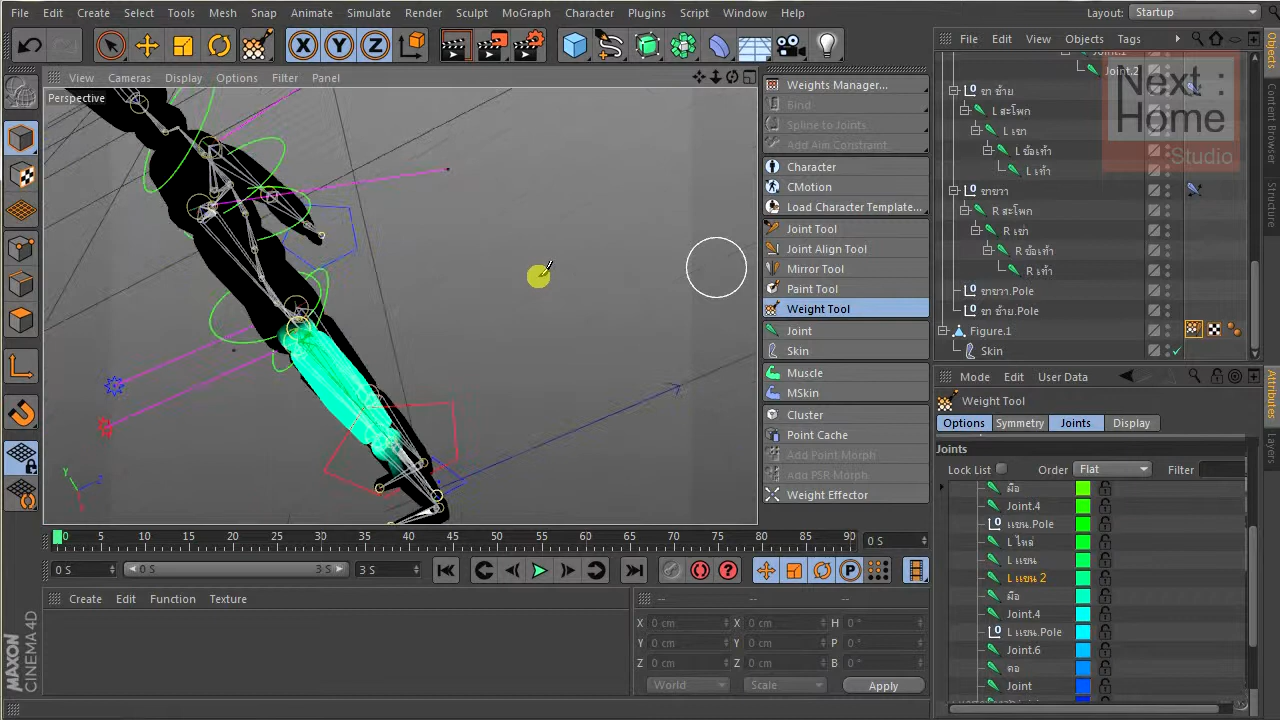 File Edit Create Select Tools Mesh Snap Animate Simulate Render Sculpt MoGraph Character Plugins Script Window Help Layout: Startup
View Cameras Display Options Filter Panel
Perspective
Weights Manager...
Bind
Spline to Joints
Add Aim Constraint
Character
CMotion
Load Character Template...
Joint Tool
Joint Align Tool
Mirror Tool
Paint Tool
Weight Tool
Joint
Skin
Muscle
MSkin
Cluster
Point Cache
Add Point Morph
Add PSR Morph
Weight Effector
File Edit View Objects Tags
Joint.1
Joint.2
ขา ซ้าย
L สะโพก
L เขา
L ข้อเท้า
L เท้า
ขาขวา
R สะโพก
R เข่า
R ข้อเท้า
R เท้า
ขาขวา.Pole
ขา ซ้าย.Pole
Figure.1
Skin
Next :
Home
Studio
Objects
Content Browser
Structure
Mode Edit User Data
Weight Tool
Options Symmetry Joints Display
Joints
Lock List Order Flat Filter
มือ
Joint.4
แขน.Pole
L ไหล่
L แขน
L แขน 2
มือ
Joint.4
L แขน.Pole
Joint.6
คอ
Joint
Attributes
Layers
Y
X
0 5 10 15 20 25 30 35 40 45 50 55 60 65 70 75 80 85 90 0 S
0 S 0 S 3 S 3 S
Create Edit Function Texture
-- -- --
X 0 cm X 0 cm H 0 °
Y 0 cm Y 0 cm P 0 °
Z 0 cm Z 0 cm B 0 °
World Scale Apply
MAXON
CINEMA 4D